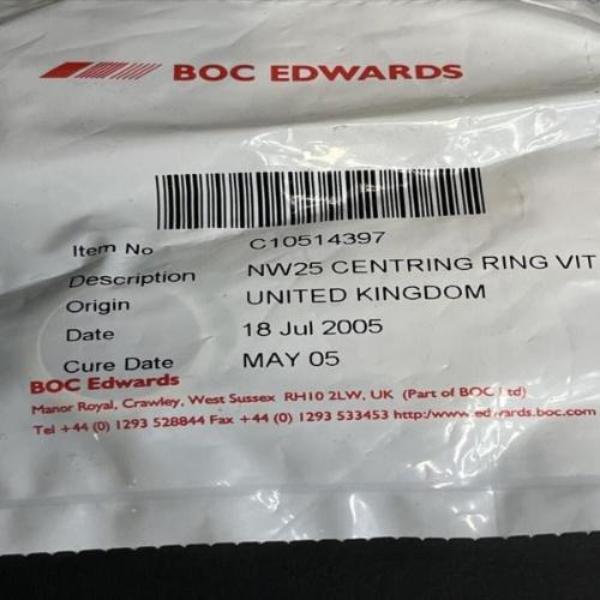 BOC EDWARDS
Item No C10514397
Description NW25 CENTRING RING VIT
Origin UNITED KINGDOM
Date 18 Jul 2005
Cure Date MAY 05
BOC Edwards
Manor Royal, Crawley, West Sussex RH10 2LW, UK (Part of BOC Ltd)
Tel +44 (0) 1293 528844 Fax +44 (0) 1293 533453 http:/www.edwards.boc.com